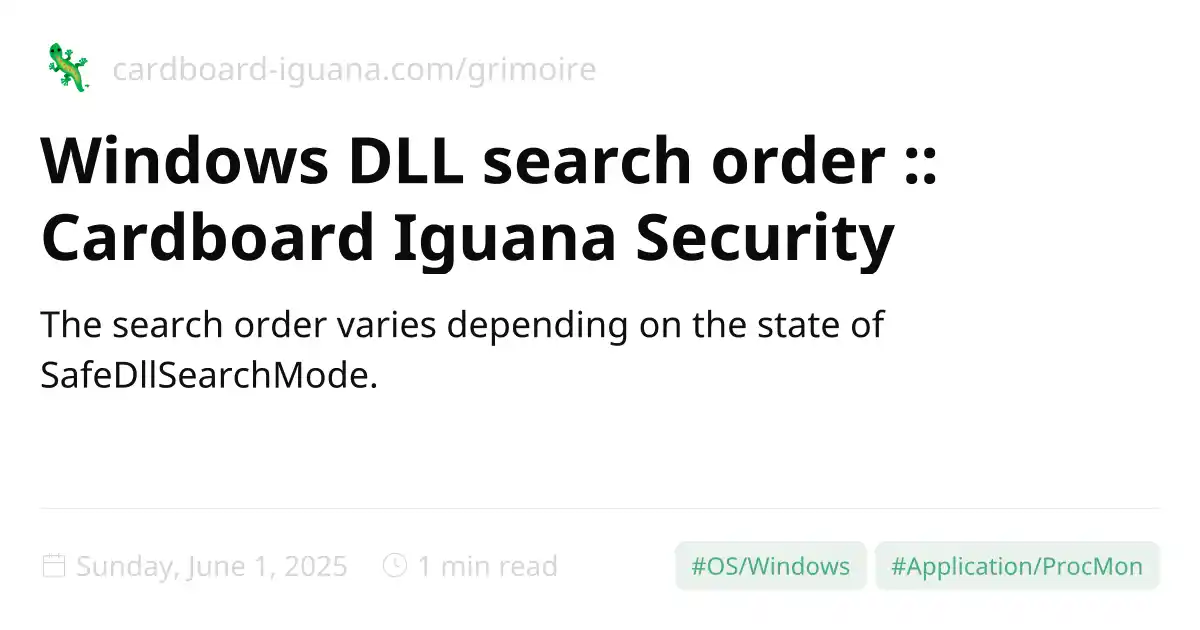 cardboard-iguana.com/grimoire
Windows DLL search order ::
Cardboard Iguana Security
The search order varies depending on the state of
SafeDllSearchMode.
Sunday, June 1, 2025 1 min read #OS/Windows #Application/ProcMon